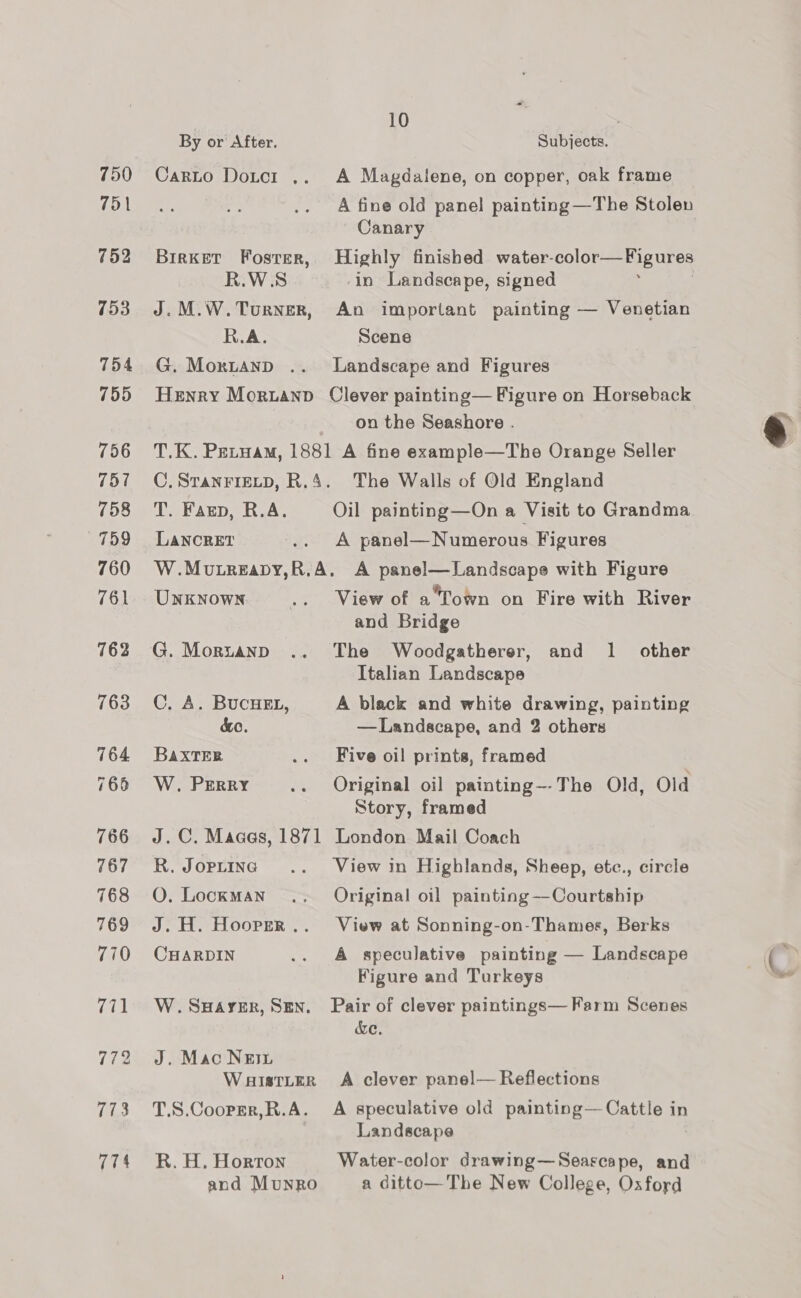 10
By or After. Subjects.
750 Carlo Dolci .. A Magdalene, on copper, oak frame
751 .. .. .. A fine old panel painting—The Stolen
Canary
752 Birket Foster, Highly finished water-color—Figures
R.W.S in Landscape, signed
753 J.M.W. Turner, An important painting — Venetian
R.A. Scene
754 G. Morland .. Landscape and Figures
755 Henry Morland Clever painting—Figure on Horseback
on the Seashore .
756 T.K. Pelham, 1881 A fine example—The Orange Seller
757 C. Stanfield, R.A. The Walls of Old England
758 T. Faed, R.A. Oil painting—On a Visit to Grandma
759 Lancret .. A panel—Numerous Figures
760 W. Mulready, R.A. A panel—Landscape with Figure
761 Unknown .. View of a Town on Fire with River
and Bridge
762 G. Morland .. The Woodgatherer, and 1 other
Italian Landscape
763 C. A. Buchel, A black and white drawing, painting
&c. —Landscape, and 2 others
764 Baxter .. Five oil prints, framed
765 W. Perry .. Original oil painting—The Old, Old
Story, framed
766 J. C. Maggs, 1871 London Mail Coach
767 R. Jopling .. View in Highlands, Sheep, etc., circle
768 O. Lockman .. Original oil painting—Courtship
769 J. H. Hooper .. View at Sonning-on-Thames, Berks
770 Chardin .. A speculative painting — Landscape
Figure and Turkeys
771 W. Shayer, Sen. Pair of clever paintings—Farm Scenes
&c.
772 J. Mac Neil
Whistler A clever panel—Reflections
773 T.S. Cooper, R.A. A speculative old painting—Cattle in
Landscape
774 R. H. Horton Water-color drawing—Seascape, and
and Munro a ditto—The New College, Oxford